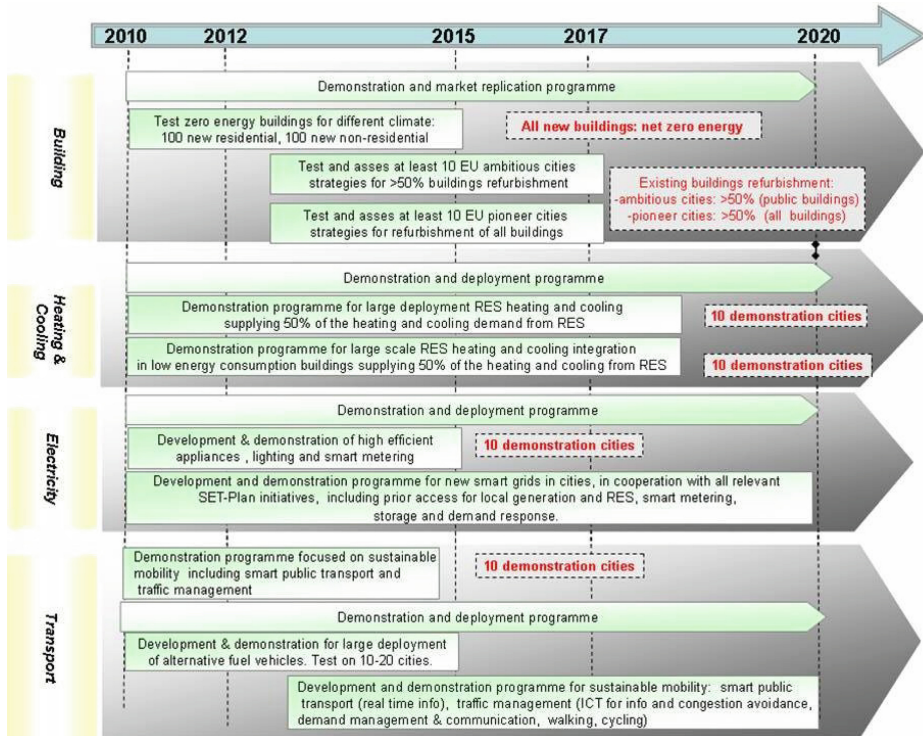 2010 2012 2015 2017 2020
Building
Demonstration and market replication programme
Test zero energy buildings for different climate:
100 new residential, 100 new non-residential
All new buildings: net zero energy
Test and asses at least 10 EU ambitious cities
strategies for >50% buildings refurbishment
Existing buildings refurbishment:
-ambitious cities: >50% (public buildings)
-pioneer cities: >50% (all buildings)
Test and asses at least 10 EU pioneer cities
strategies for refurbishment of all buildings
Heating &
Cooling
Demonstration and deployment programme
Demonstration programme for large deployment RES heating and cooling
supplying 50% of the heating and cooling demand from RES
10 demonstration cities
Demonstration programme for large scale RES heating and cooling integration
in low energy consumption buildings supplying 50% of the heating and cooling from RES
10 demonstration cities
Electricity
Demonstration and deployment programme
Development & demonstration of high efficient
appliances , lighting and smart metering
10 demonstration cities
Development and demonstration programme for new smart grids in cities, in cooperation with all relevant
SET-Plan initiatives, including prior access for local generation and RES, smart metering,
storage and demand response.
Transport
Demonstration programme focused on sustainable
mobility including smart public transport and
traffic management
10 demonstration cities
Demonstration and deployment programme
Development & demonstration for large deployment
of alternative fuel vehicles. Test on 10-20 cities.
Development and demonstration programme for sustainable mobility: smart public
transport (real time info), traffic management (ICT for info and congestion avoidance,
demand management & communication, walking, cycling)